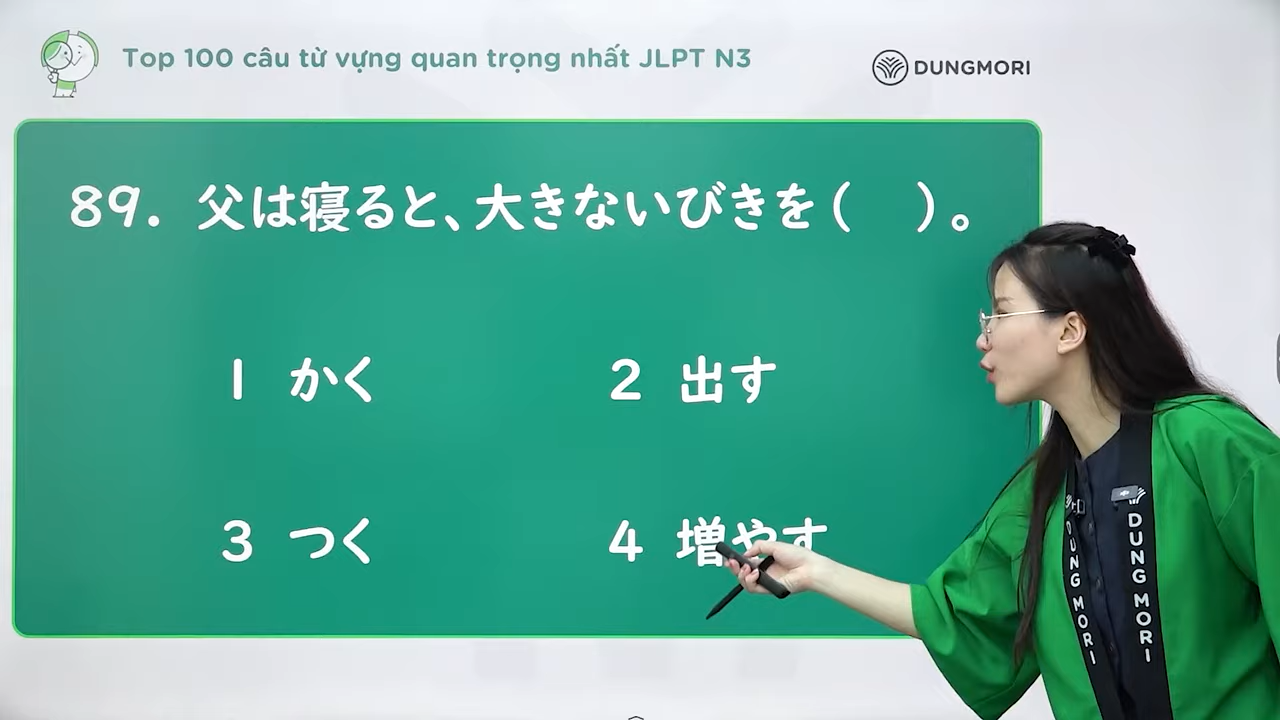 Top 100 câu từ vựng quan trọng nhất JLPT N3
DUNGMORI
89. 父は寝ると、大きないびきを(　)。
1 かく
2 出す
3 つく
4 増やす
DUNG MORI
DUNG MORI